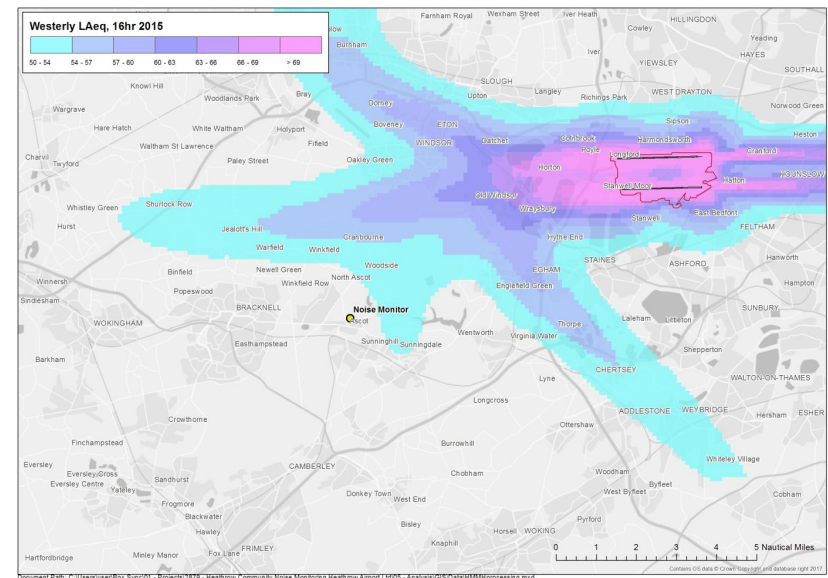 Westerly LAeq, 16hr 2015
50 - 54 54 - 57 57 - 60 60 - 63 63 - 66 66 - 69 > 69
Farnham Royal
Wexham Street
Iver Heath
HILLINGDON
Cowley
Burnham
Yeading
Iver
HAYES
YIEWSLEY
SOUTHALL
SLOUGH
Knowl Hill
Woodlands Park
Bray
Upton
Langley
Richings Park
WEST DRAYTON
Wargrave
Dorney
Norwood Green
Hare Hatch
White Waltham
Holyport
Boveney
ETON
Sipson
Waltham St Lawrence
Fifield
WINDSOR
Datchet
Colnbrook
Harmondsworth
Heston
Charvil
Twyford
Paley Street
Oakley Green
Poyle
Longford
Cranford
Horton
HOUNSLOW
Stanwell Moor
Hatton
Old Windsor
Wraysbury
Whistley Green
Shurlock Row
East Bedfont
Stanwell
Hurst
Jealott's Hill
Cranbourne
Hythe End
FELTHAM
Warfield
Winkfield
STAINES
ASHFORD
Hanworth
Binfield
Newell Green
Woodside
EGHAM
Winnersh
Popeswood
Winkfield Row
North Ascot
Englefield Green
Hampton
Sindlesham
BRACKNELL
Noise Monitor
Ascot
SUNBURY
WOKINGHAM
Thorpe
Laleham
Littleton
Easthampstead
Sunninghill
Sunningdale
Wentworth
Virginia Water
Shepperton
Barkham
CHERTSEY
Lyne
WALTON-ON-THAMES
Longcross
ADDLESTONE
WEYBRIDGE
Hersham
ESHER
Crowthorne
Ottershaw
Finchampstead
Burrowhill
Whiteley Village
Eversley
Eversley Cross
Eversley Centre
Sandhurst
CAMBERLEY
Chobham
Woodham
Byfleet
West Byfleet
Yateley
Cobham
Frogmore
Donkey Town
West End
Blackwater
Pyrford
Hawley
Bisley
Horsell
WOKING
Knaphill
Hartfordbridge
Minley Manor
Fox Lane
FRIMLEY
0 1 2 3 4 5 Nautical Miles
Contains OS data © Crown Copyright and database right 2017